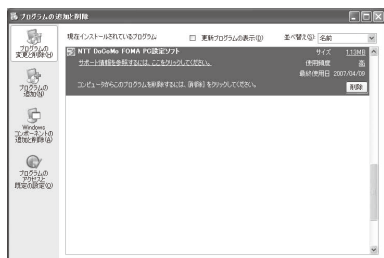 プログラムの追加と削除
プログラムの
変更と削除(H)
プログラムの
追加(N)
Windows
コンポーネントの
追加と削除(A)
プログラムの
アクセスと
既定の設定(O)
現在インストールされているプログラム
更新プログラムの表示(D)
並べ替え(S) 名前
NTT DoCoMo FOMA PC設定ソフト
サイズ 1.13MB
サポート情報を参照するには、ここをクリックしてください。
使用頻度 高
最終使用日 2007/04/09
コンピュータからこのプログラムを削除するには、[削除] をクリックしてください。
削除